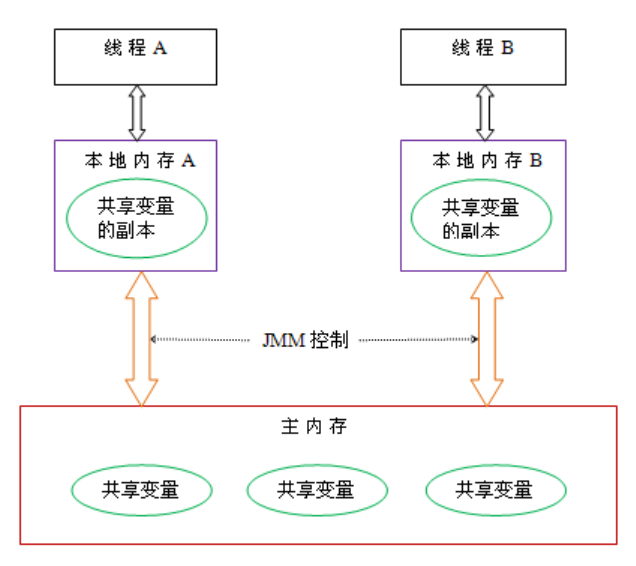 线程 A
线程 B
本地内存 A
本地内存 B
共享变量
的副本
共享变量
的副本
JMM 控制
主内存
共享变量
共享变量
共享变量